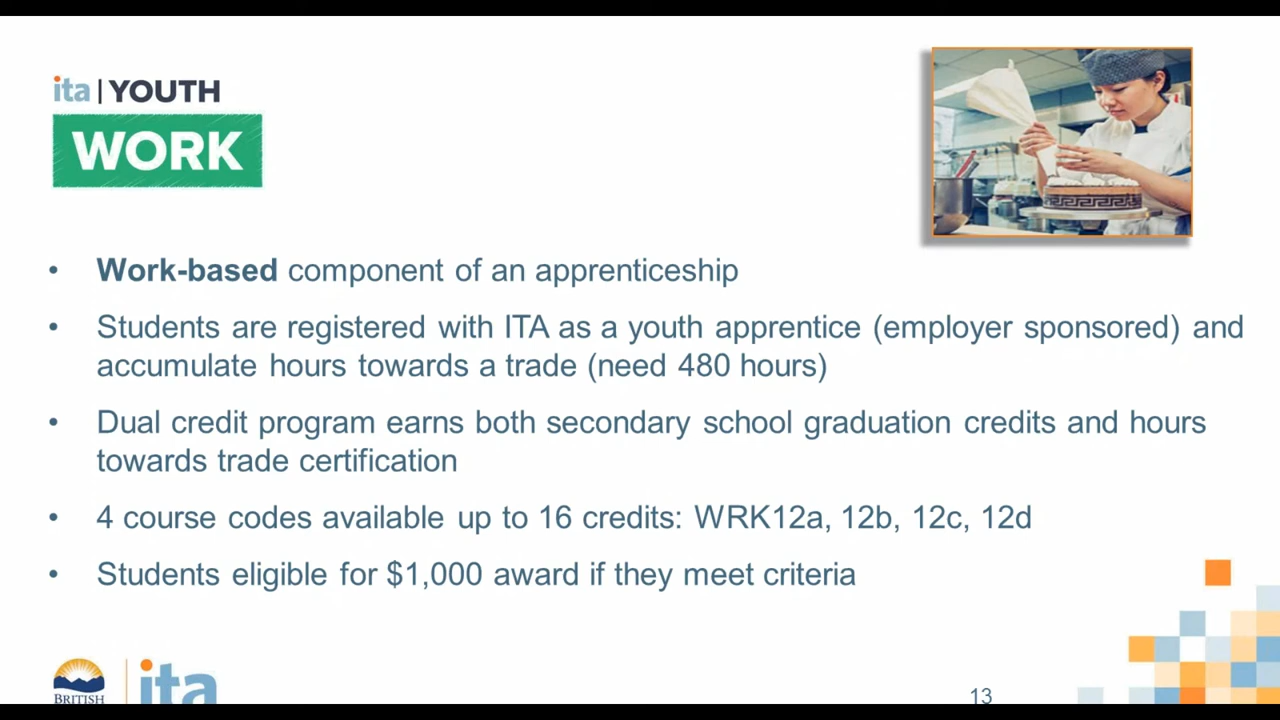 ita | YOUTH
WORK
• Work-based component of an apprenticeship
• Students are registered with ITA as a youth apprentice (employer sponsored) and
accumulate hours towards a trade (need 480 hours)
• Dual credit program earns both secondary school graduation credits and hours
towards trade certification
• 4 course codes available up to 16 credits: WRK12a, 12b, 12c, 12d
• Students eligible for $1,000 award if they meet criteria
BRITISH
ita
13